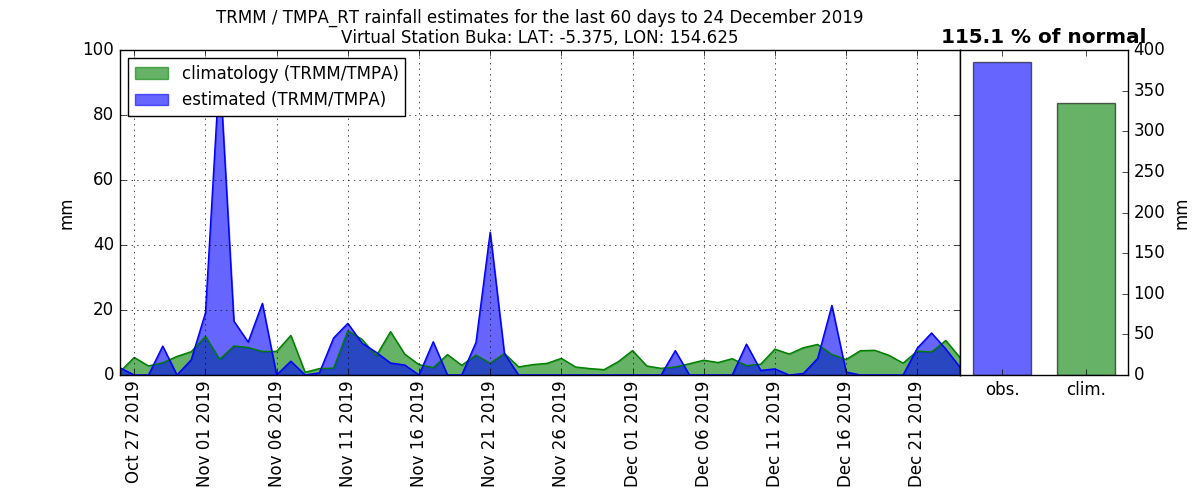 TRMM / TMPA_RT rainfall estimates for the last 60 days to 24 December 2019
Virtual Station Buka: LAT: -5.375, LON: 154.625
115.1 % of normal
climatology (TRMM/TMPA)
estimated (TRMM/TMPA)
100
80
60
40
20
0
mm
400
350
300
250
200
150
100
50
0
mm
Oct 27 2019
Nov 01 2019
Nov 06 2019
Nov 11 2019
Nov 16 2019
Nov 21 2019
Nov 26 2019
Dec 01 2019
Dec 06 2019
Dec 11 2019
Dec 16 2019
Dec 21 2019
obs.
clim.